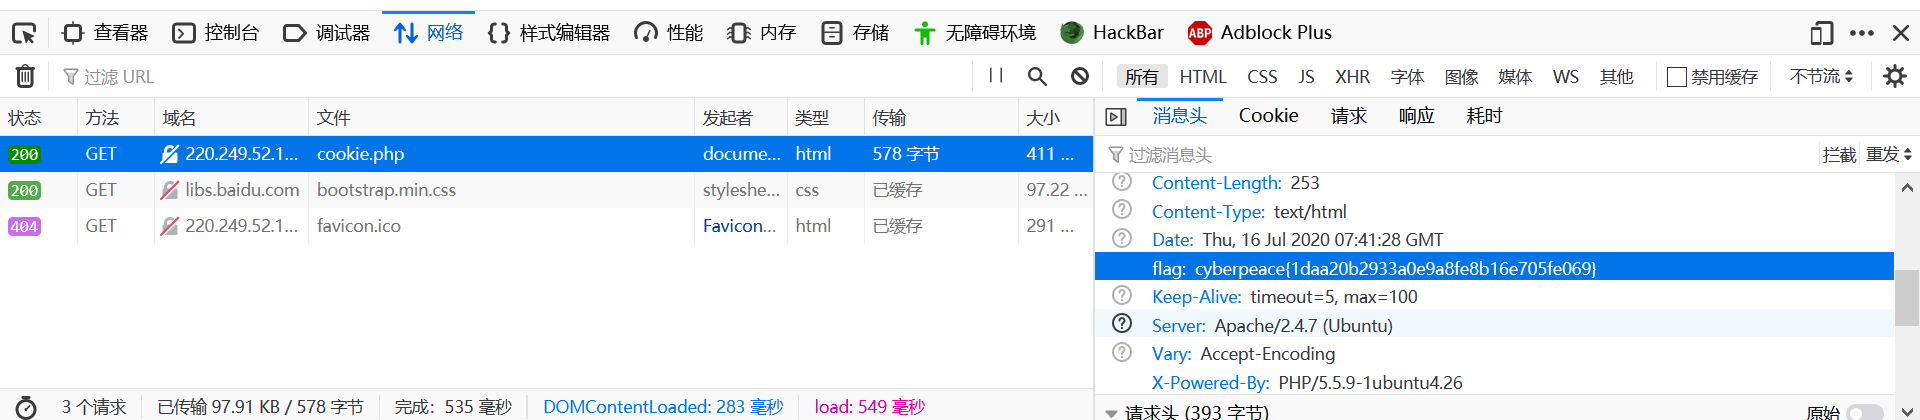 查看器 控制台 调试器 网络 样式编辑器 性能 内存 存储 无障碍环境 HackBar ABP Adblock Plus
过滤 URL 所有 HTML CSS JS XHR 字体 图像 媒体 WS 其他 禁用缓存 不节流
状态 方法 域名 文件 发起者 类型 传输 大小
200 GET 220.249.52.1... cookie.php docume... html 578 字节 411 ...
200 GET libs.baidu.com bootstrap.min.css styleshe... css 已缓存 97.22 ...
404 GET 220.249.52.1... favicon.ico Favicon... html 已缓存 291 ...
3 个请求 已传输 97.91 KB / 578 字节 完成：535 毫秒 DOMContentLoaded: 283 毫秒 load: 549 毫秒
消息头 Cookie 请求 响应 耗时
过滤消息头 拦截 重发
Content-Length: 253
Content-Type: text/html
Date: Thu, 16 Jul 2020 07:41:28 GMT
flag: cyberpeace{1daa20b2933a0e9a8fe8b16e705fe069}
Keep-Alive: timeout=5, max=100
Server: Apache/2.4.7 (Ubuntu)
Vary: Accept-Encoding
X-Powered-By: PHP/5.5.9-1ubuntu4.26
请求头 (393 字节) 原始